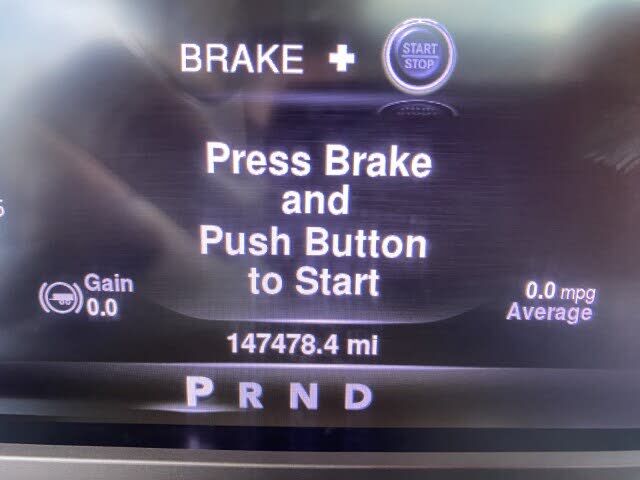 BRAKE + START STOP
Press Brake
and
Push Button
to Start
Gain
0.0
0.0 mpg
Average
147478.4 mi
P R N D